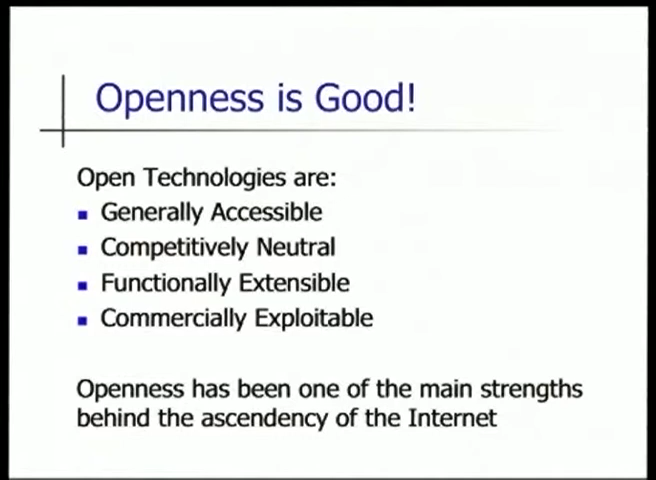 Openness is Good!
Open Technologies are:
Generally Accessible
Competitively Neutral
Functionally Extensible
Commercially Exploitable
Openness has been one of the main strengths
behind the ascendency of the Internet